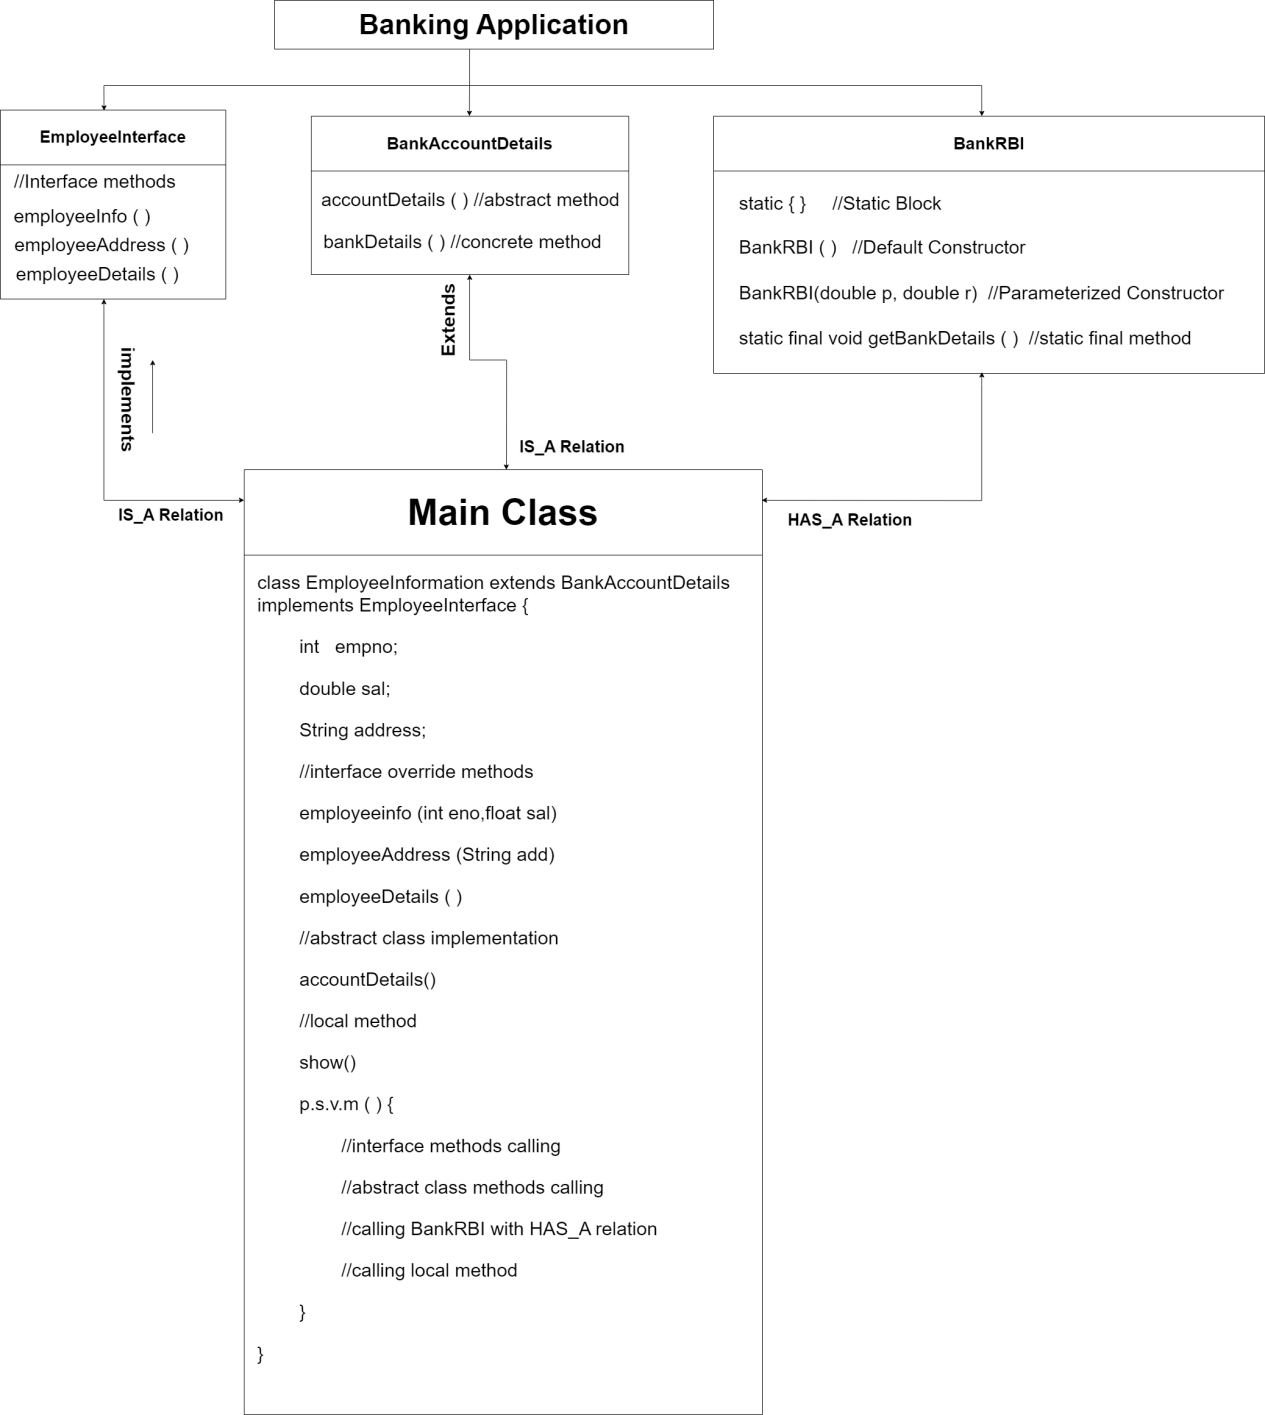 Banking Application
EmployeeInterface
//Interface methods
employeeInfo ( )
employeeAddress ( )
employeeDetails ( )
BankAccountDetails
accountDetails ( ) //abstract method
bankDetails ( ) //concrete method
BankRBI
static { }     //Static Block
BankRBI ( )   //Default Constructor
BankRBI(double p, double r)  //Parameterized Constructor
static final void getBankDetails ( )  //static final method
implements
Extends
IS_A Relation
IS_A Relation
HAS_A Relation
Main Class
class EmployeeInformation extends BankAccountDetails
implements EmployeeInterface {
int   empno;
double sal;
String address;
//interface override methods
employeeinfo (int eno,float sal)
employeeAddress (String add)
employeeDetails ( )
//abstract class implementation
accountDetails()
//local method
show()
p.s.v.m ( ) {
//interface methods calling
//abstract class methods calling
//calling BankRBI with HAS_A relation
//calling local method
}
}